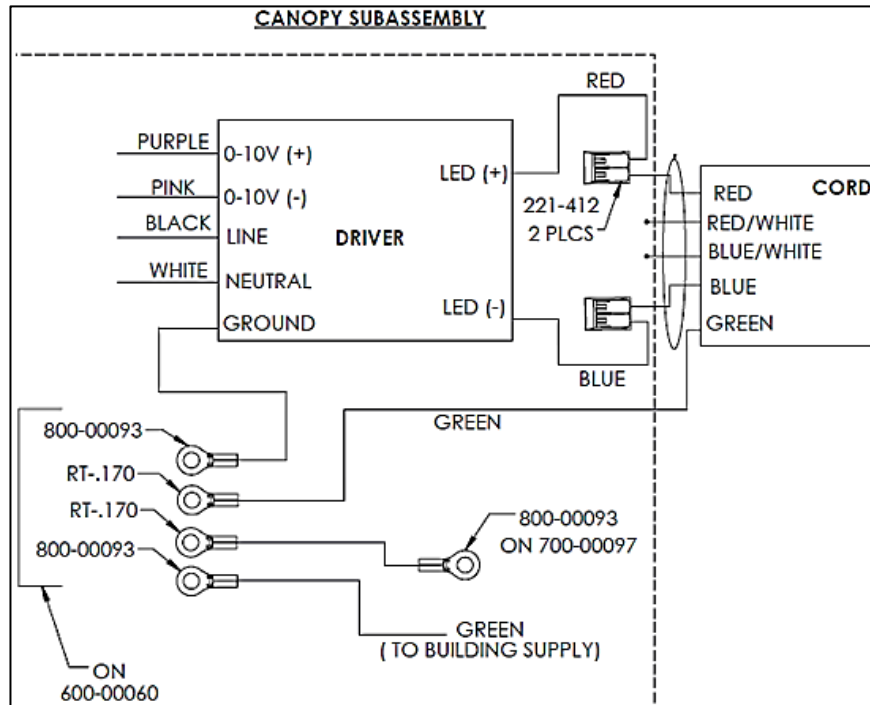 CANOPY SUBASSEMBLY
RED
PURPLE
0-10V (+)
LED (+)
PINK
0-10V (-)
BLACK
LINE
DRIVER
WHITE
NEUTRAL
GROUND
LED (-)
221-412
2 PLCS
CORD
RED
RED/WHITE
BLUE/WHITE
BLUE
GREEN
BLUE
GREEN
800-00093
RT-.170
RT-.170
800-00093
800-00093
ON 700-00097
GREEN
( TO BUILDING SUPPLY)
ON
600-00060